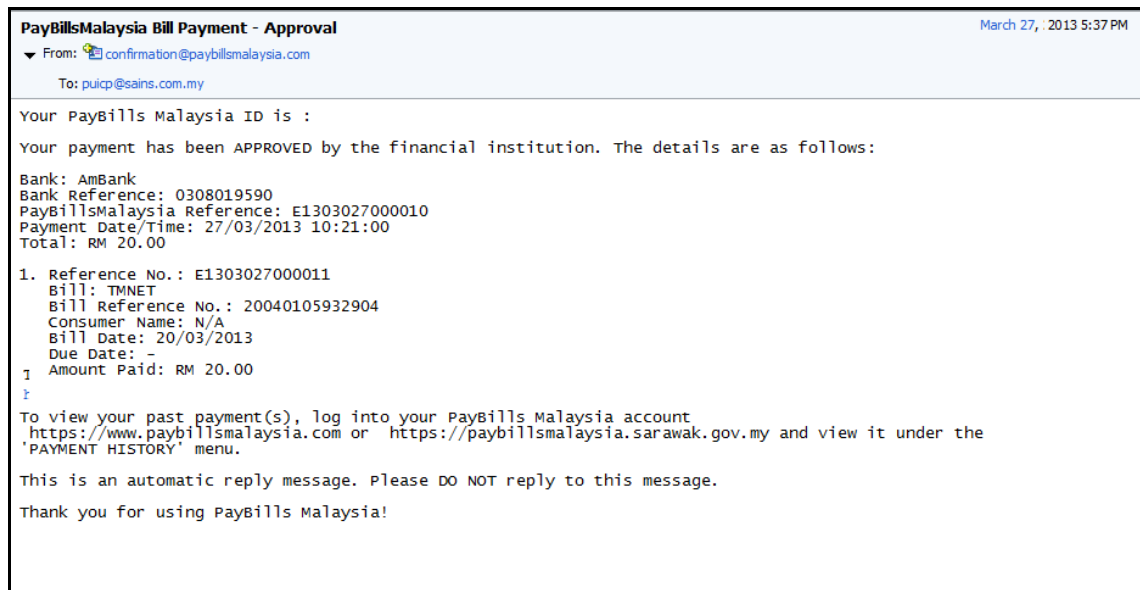 PayBillsMalaysia Bill Payment - Approval
March 27, 2013 5:37 PM
From: confirmation@paybillsmalaysia.com
To: puicp@sains.com.my
Your PayBills Malaysia ID is :
Your payment has been APPROVED by the financial institution. The details are as follows:
Bank: AmBank
Bank Reference: 0308019590
PayBillsMalaysia Reference: E1303027000010
Payment Date/Time: 27/03/2013 10:21:00
Total: RM 20.00
1. Reference No.: E1303027000011
Bill: TMNET
Bill Reference No.: 20040105932904
Consumer Name: N/A
Bill Date: 20/03/2013
Due Date: -
Amount Paid: RM 20.00
To view your past payment(s), log into your PayBills Malaysia account
https://www.paybillsmalaysia.com or https://paybillsmalaysia.sarawak.gov.my and view it under the
'PAYMENT HISTORY' menu.
This is an automatic reply message. Please DO NOT reply to this message.
Thank you for using PayBills Malaysia!